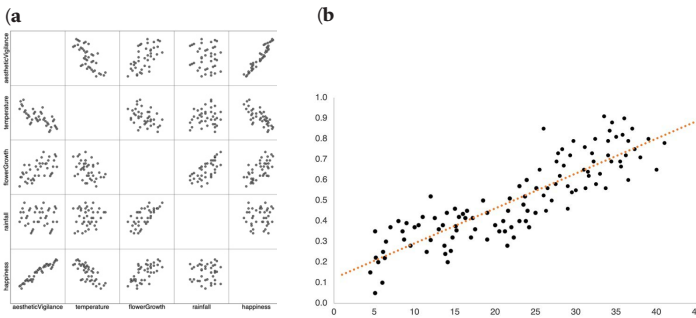 (a
(b)
aestheticVigilance
temperature
flowerGrowth
rainfall
happiness
aestheticVigilance temperature flowerGrowth rainfall happiness
1.0
0.9
0.8
0.7
0.6
0.5
0.4
0.3
0.2
0.1
0.0
0 5 10 15 20 25 30 35 40